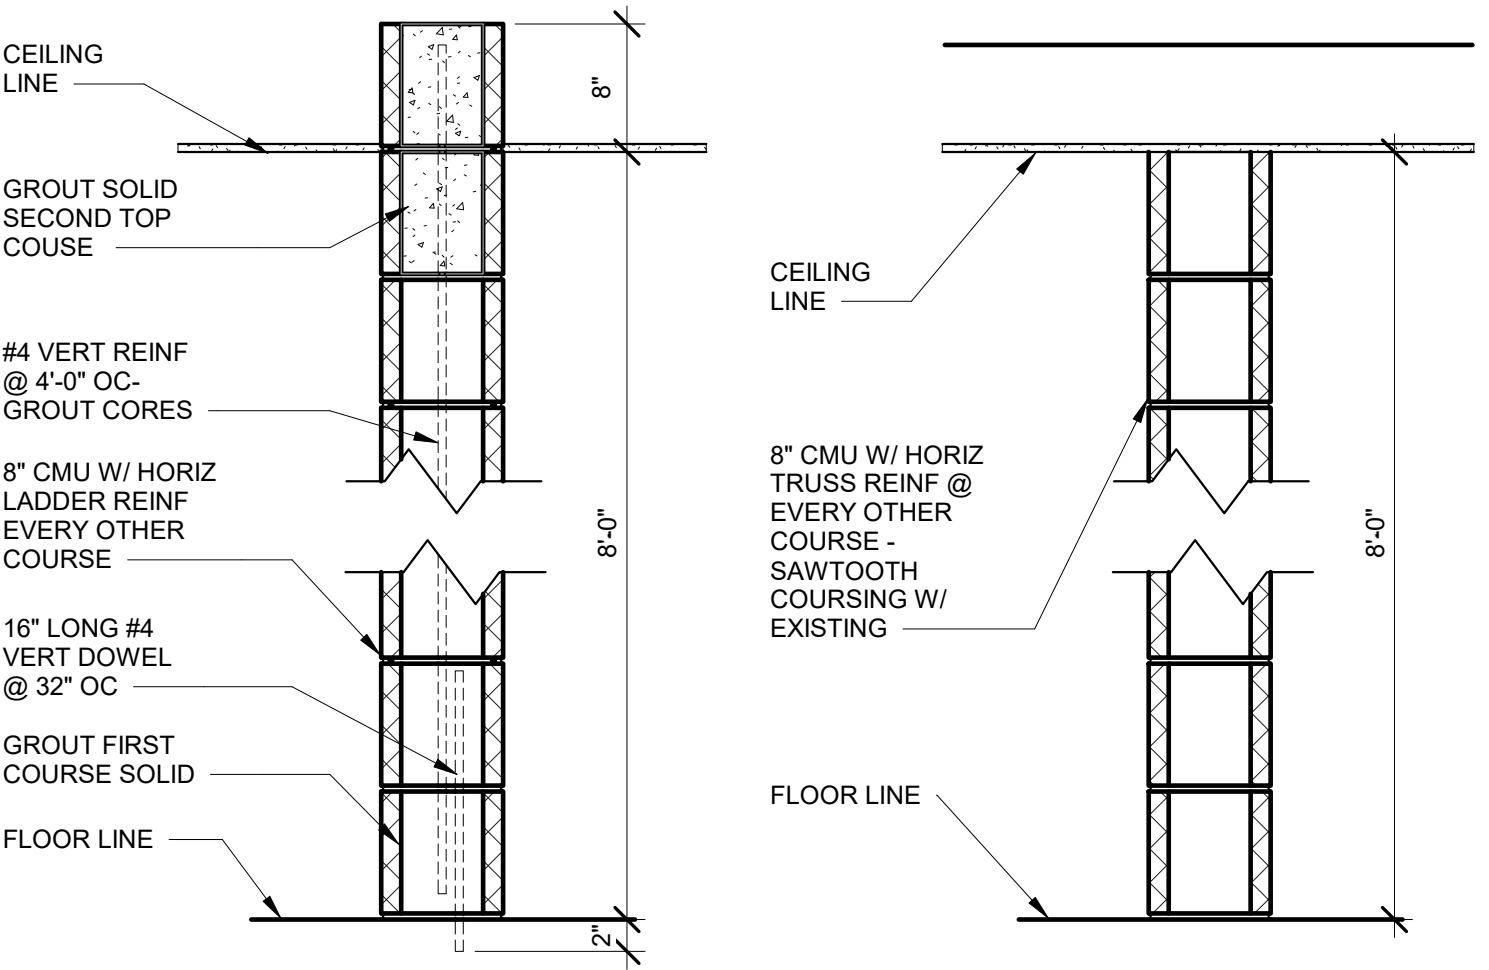 CEILING
LINE
GROUT SOLID
SECOND TOP
COUSE
#4 VERT REINF
@ 4'-0" OC-
GROUT CORES
8" CMU W/ HORIZ
LADDER REINF
EVERY OTHER
COURSE
16" LONG #4
VERT DOWEL
@ 32" OC
GROUT FIRST
COURSE SOLID
FLOOR LINE
8"
8'-0"
2"
CEILING
LINE
8" CMU W/ HORIZ
TRUSS REINF @
EVERY OTHER
COURSE -
SAWTOOTH
COURSING W/
EXISTING
FLOOR LINE
8'-0"